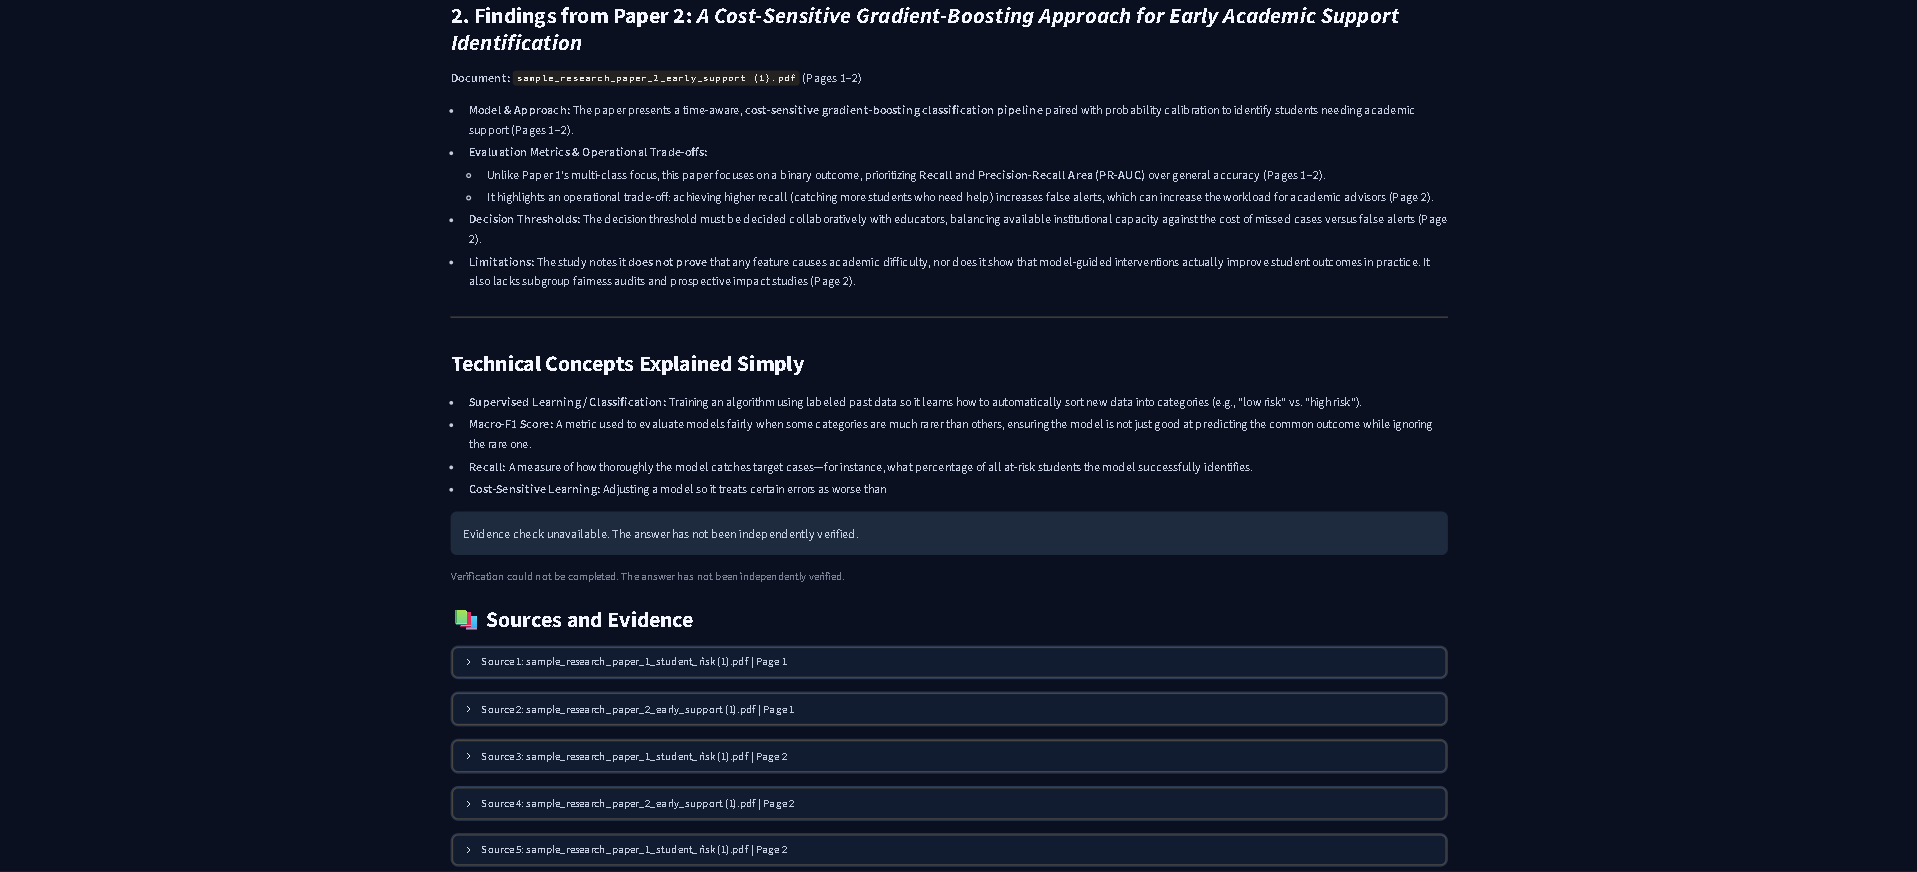 2. Findings from Paper 2: A Cost-Sensitive Gradient-Boosting Approach for Early Academic Support
Identification
Document: sample_research_paper_2_early_support (1).pdf (Pages 1–2)
• Model & Approach: The paper presents a time-aware, cost-sensitive gradient-boosting classification pipeline paired with probability calibration to identify students needing academic
support (Pages 1–2).
• Evaluation Metrics & Operational Trade-offs:
◦ Unlike Paper 1's multi-class focus, this paper focuses on a binary outcome, prioritizing Recall and Precision-Recall Area (PR-AUC) over general accuracy (Pages 1–2).
◦ It highlights an operational trade-off: achieving higher recall (catching more students who need help) increases false alerts, which can increase the workload for academic advisors (Page 2).
• Decision Thresholds: The decision threshold must be decided collaboratively with educators, balancing available institutional capacity against the cost of missed cases versus false alerts (Page
2).
• Limitations: The study notes it does not prove that any feature causes academic difficulty, nor does it show that model-guided interventions actually improve student outcomes in practice. It
also lacks subgroup fairness audits and prospective impact studies (Page 2).
Technical Concepts Explained Simply
• Supervised Learning / Classification: Training an algorithm using labeled past data so it learns how to automatically sort new data into categories (e.g., "low risk" vs. "high risk").
• Macro-F1 Score: A metric used to evaluate models fairly when some categories are much rarer than others, ensuring the model is not just good at predicting the common outcome while ignoring
the rare one.
• Recall: A measure of how thoroughly the model catches target cases—for instance, what percentage of all at-risk students the model successfully identifies.
• Cost-Sensitive Learning: Adjusting a model so it treats certain errors as worse than
Evidence check unavailable. The answer has not been independently verified.
Verification could not be completed. The answer has not been independently verified.
📚 Sources and Evidence
Source 1: sample_research_paper_1_student_risk (1).pdf | Page 1
Source 2: sample_research_paper_2_early_support (1).pdf | Page 1
Source 3: sample_research_paper_1_student_risk (1).pdf | Page 2
Source 4: sample_research_paper_2_early_support (1).pdf | Page 2
Source 5: sample_research_paper_1_student_risk (1).pdf | Page 2